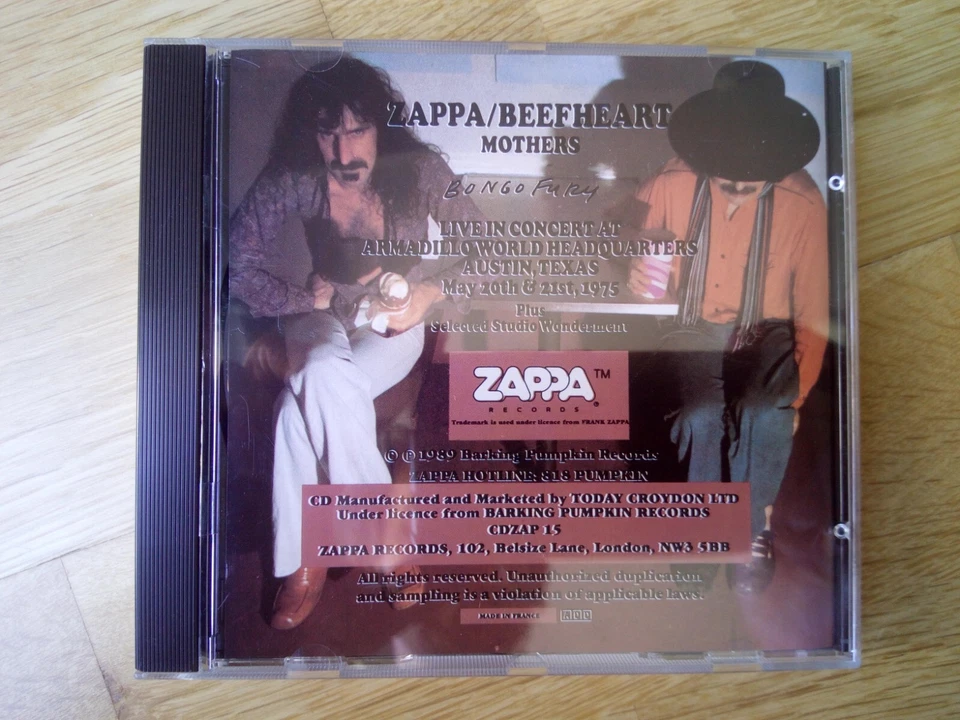 ZAPPA/BEEFHEART
MOTHERS
BONGO FURY
LIVE IN CONCERT AT
ARMADILLO WORLD HEADQUARTERS
AUSTIN, TEXAS
May 20th & 21st, 1975
Plus
Selected Studio Wonderment
ZAPPA™
RECORDS®
Trademark is used under licence from FRANK ZAPPA
© ℗ 1989 Barking Pumpkin Records
ZAPPA HOTLINE: 818 PUMPKIN
CD Manufactured and Marketed by TODAY CROYDON LTD
Under licence from BARKING PUMPKIN RECORDS
CDZAP 15
ZAPPA RECORDS, 102, Belsize Lane, London, NW3 5BB
All rights reserved. Unauthorized duplication
and sampling is a violation of applicable laws.
MADE IN FRANCE